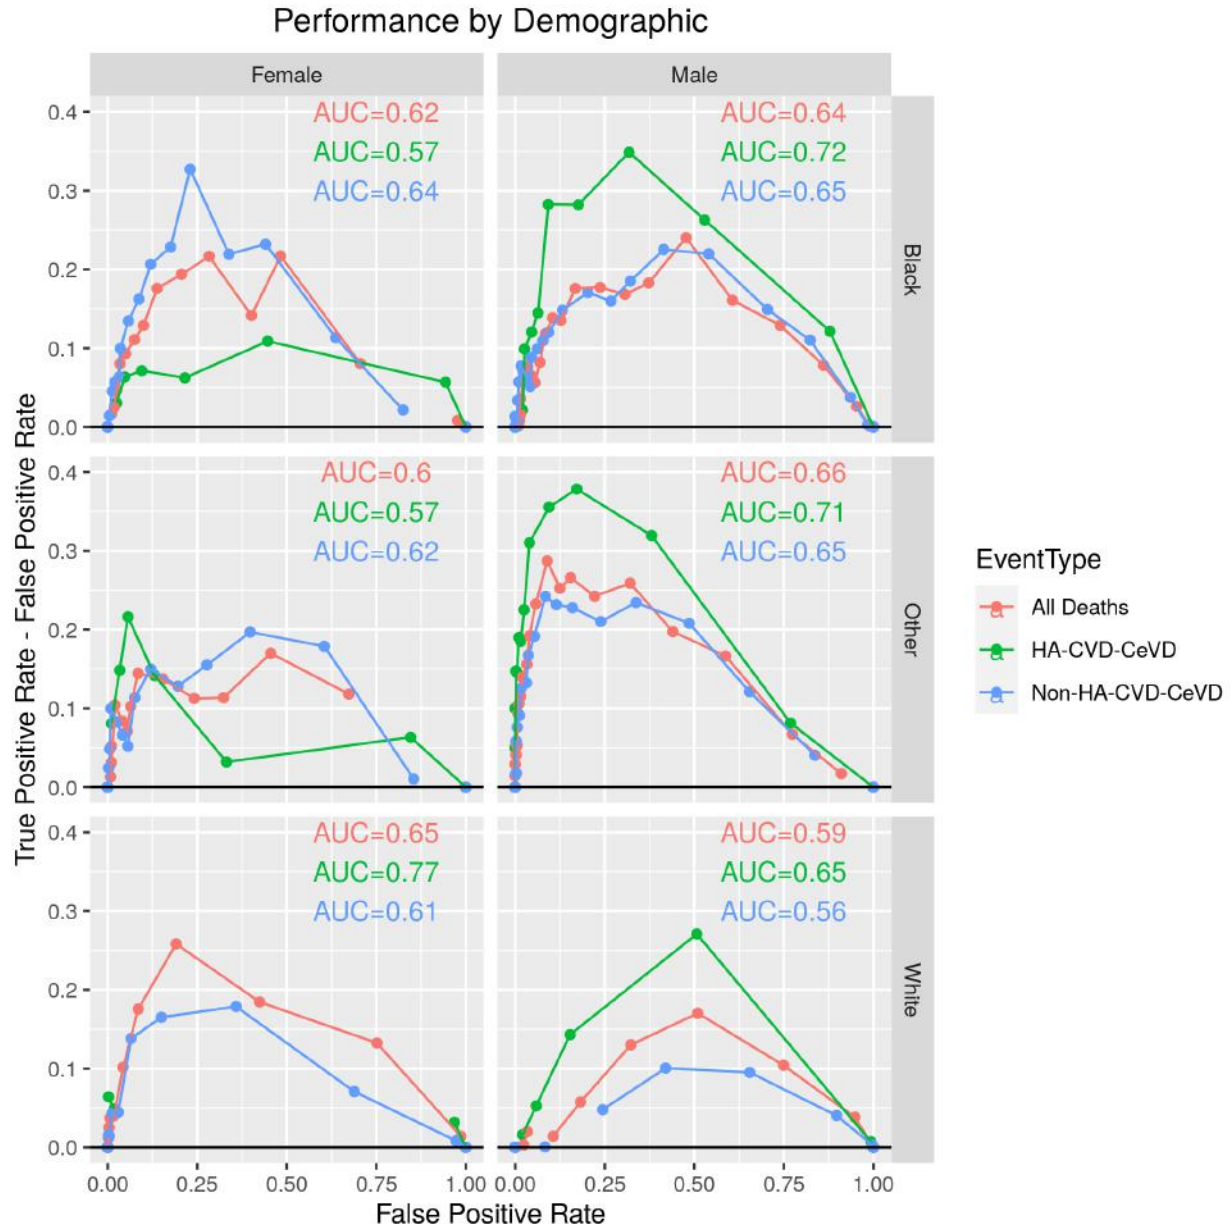 Performance by Demographic
Female
Male
AUC=0.62
AUC=0.57
AUC=0.64
AUC=0.64
AUC=0.72
AUC=0.65
Black
0.4
0.3
0.2
0.1
0.0
AUC=0.6
AUC=0.57
AUC=0.62
AUC=0.66
AUC=0.71
AUC=0.65
Other
0.4
0.3
0.2
0.1
0.0
AUC=0.65
AUC=0.77
AUC=0.61
AUC=0.59
AUC=0.65
AUC=0.56
White
0.4
0.3
0.2
0.1
0.0
True Positive Rate - False Positive Rate
0.00 0.25 0.50 0.75 1.00
0.00 0.25 0.50 0.75 1.00
False Positive Rate
EventType
a All Deaths
a HA-CVD-CeVD
a Non-HA-CVD-CeVD